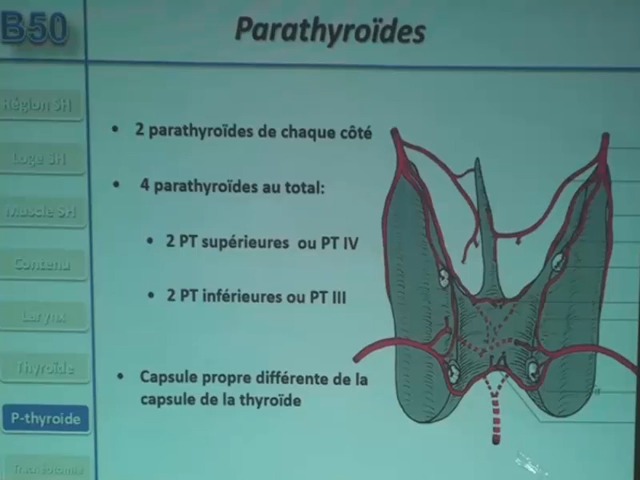 B50
Parathyroïdes
Région SH
Loge SH
Muscle SH
Contenu
Larynx
Thyroïde
P-thyroide
Trachéotomie
• 2 parathyroïdes de chaque côté
• 4 parathyroïdes au total:
• 2 PT supérieures ou PT IV
• 2 PT inférieures ou PT III
• Capsule propre différente de la
capsule de la thyroïde